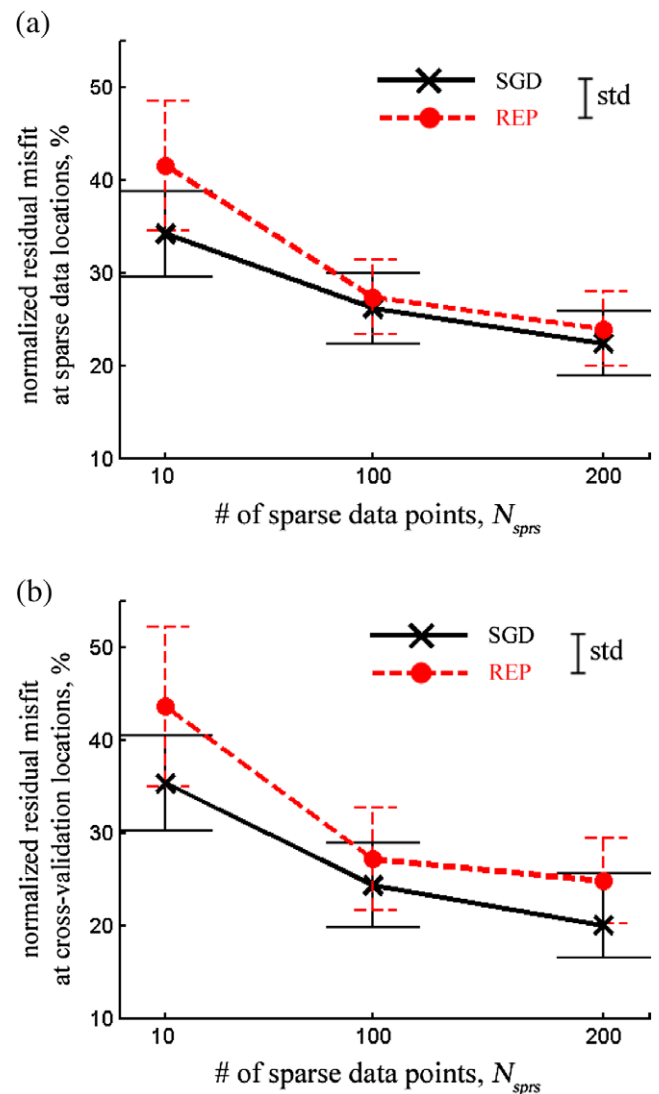 (a)
normalized residual misfit
at sparse data locations, %
50
40
30
20
10
SGD
REP
std
10 100 200
# of sparse data points, N_sprs
(b)
normalized residual misfit
at cross-validation locations, %
50
40
30
20
10
SGD
REP
std
10 100 200
# of sparse data points, N_sprs